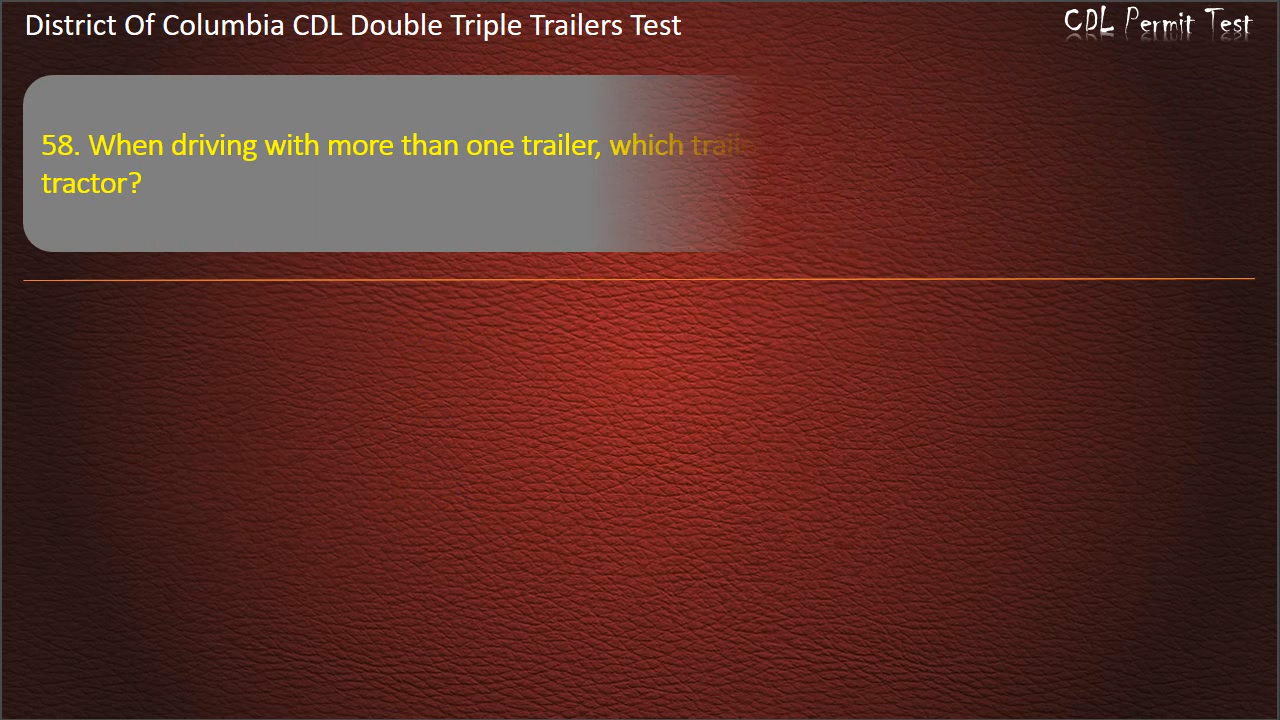 District Of Columbia CDL Double Triple Trailers Test
CDL Permit Test
58. When driving with more than one trailer, which
tractor?